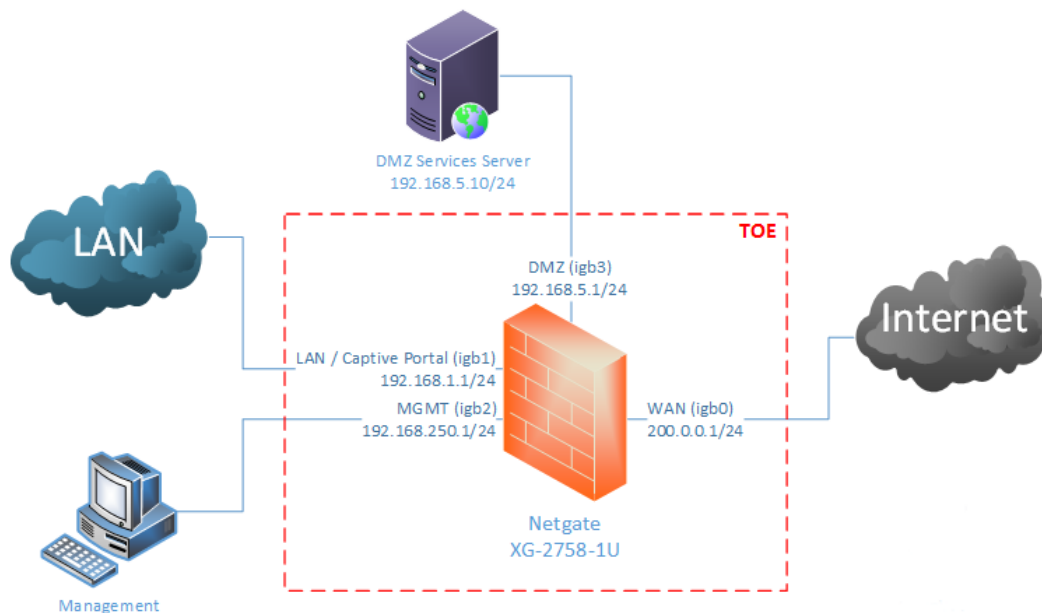 DMZ Services Server
192.168.5.10/24
LAN
TOE
DMZ (igb3)
192.168.5.1/24
Internet
LAN / Captive Portal (igb1)
192.168.1.1/24
MGMT (igb2)
192.168.250.1/24
WAN (igb0)
200.0.0.1/24
Netgate
XG-2758-1U
Management